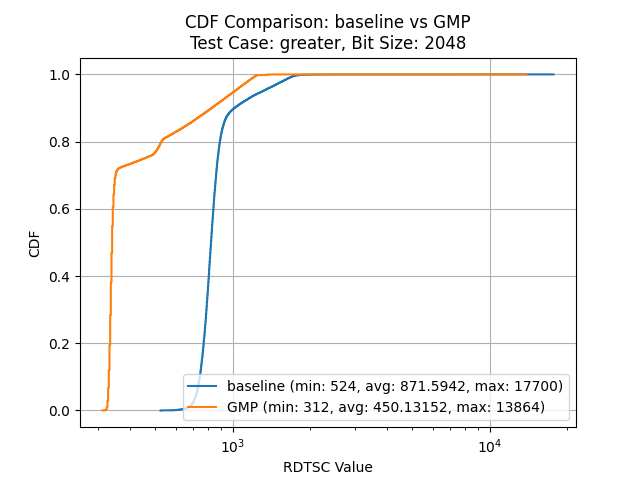 CDF Comparison: baseline vs GMP
Test Case: greater, Bit Size: 2048
1.0
0.8
0.6
0.4
0.2
0.0
CDF
baseline (min: 524, avg: 871.5942, max: 17700)
GMP (min: 312, avg: 450.13152, max: 13864)
10³
10⁴
RDTSC Value